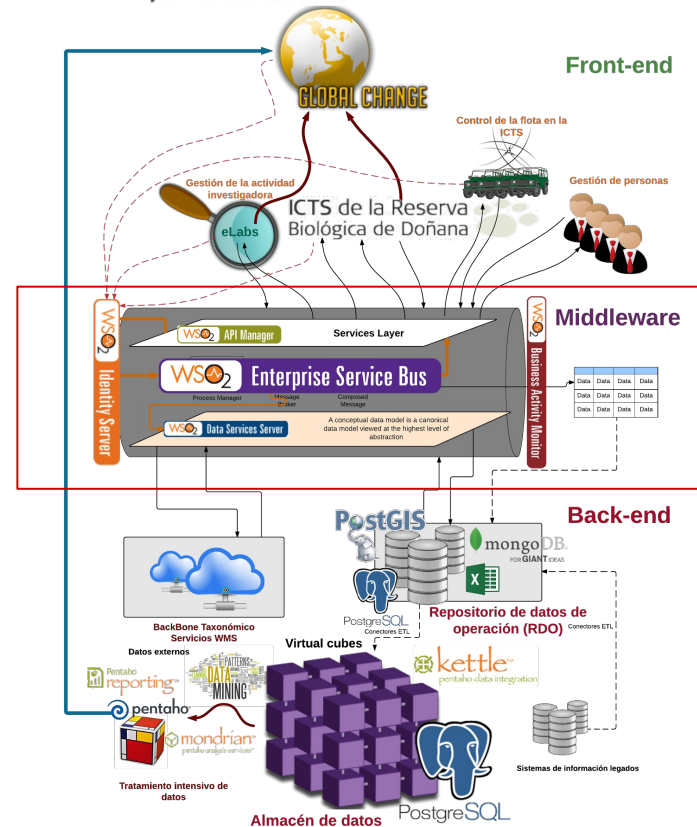 GLOBAL CHANGE
Front-end
Control de la flota en la
ICTS
Gestión de la actividad
investigadora
Gestión de personas
eLabs
ICTS de la Reserva
Biológica de Doñana
Middleware
WSO2 Identity Server
WSO2 API Manager
Services Layer
WSO2 Enterprise Service Bus
WSO2 Business Activity Monitor
Process Manager
Message
Broker
Composed
Message
WSO2 Data Services Server
A conceptual data model is a canonical
data model viewed at the highest level of
abstraction
Data Data Data Data
Data Data Data Data
Data Data Data Data
Back-end
PostGIS
mongoDB.
FOR GIANT IDEAS
PostgreSQL
Conectores ETL
Repositorio de datos de
operación (RDO)
Conectores ETL
BackBone Taxonómico
Servicios WMS
Datos externos
Virtual cubes
Pentaho
reporting™
PATTERNS
DATA
MINING
kettle™
pentaho data integration
pentaho
mondrian™
pentaho analysis services™
Tratamiento intensivo de
datos
Sistemas de información legados
PostgreSQL
Almacén de datos